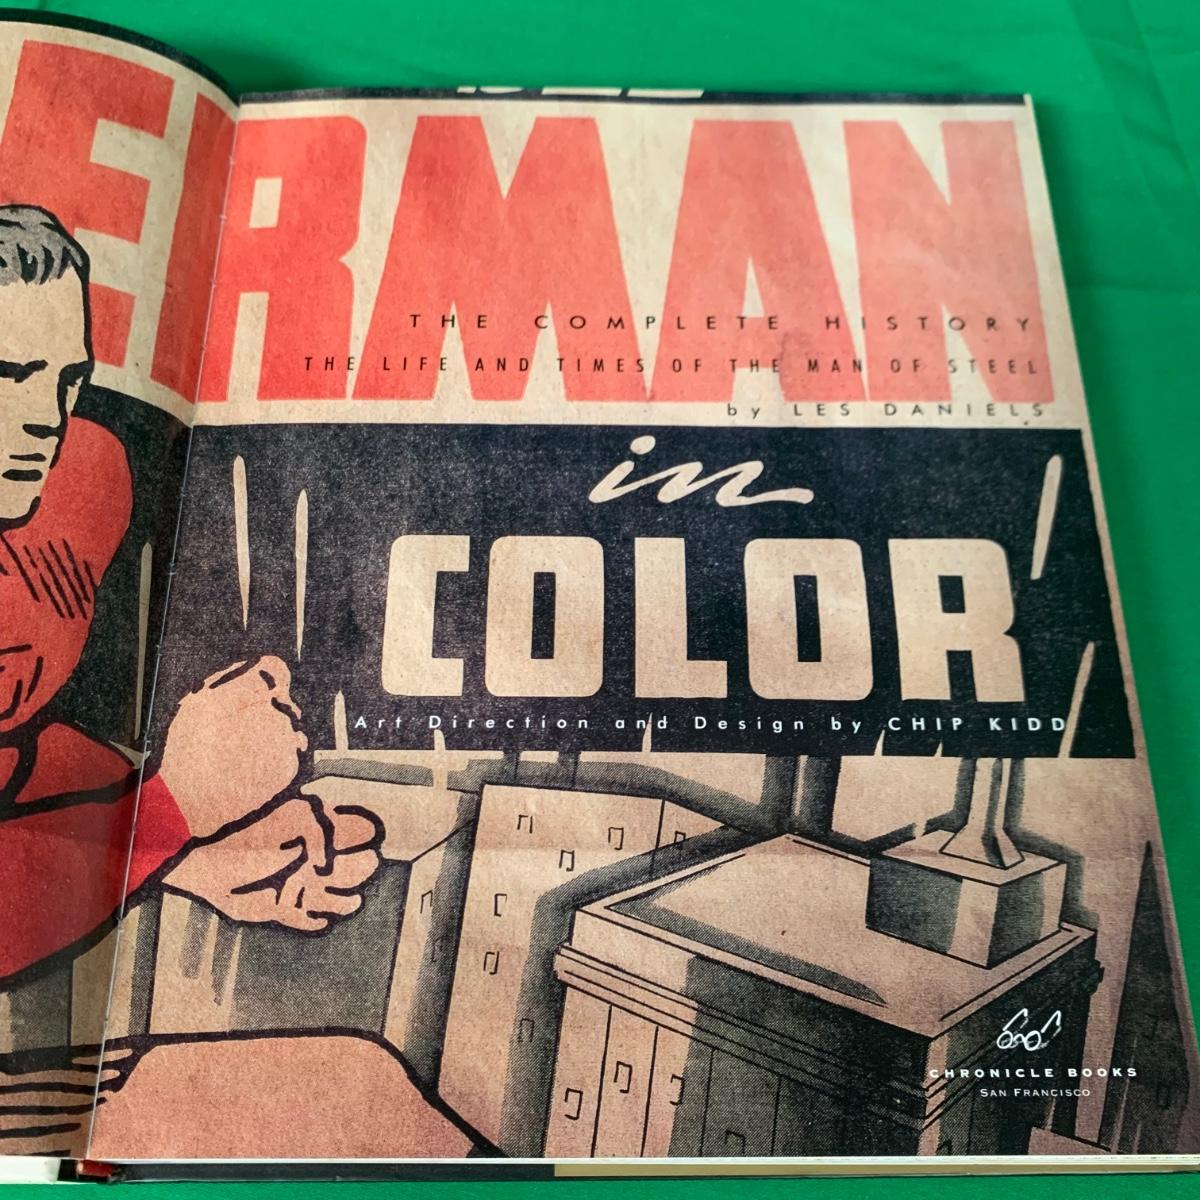 ERMAN
THE COMPLETE HISTORY
THE LIFE AND TIMES OF THE MAN OF STEEL
by LES DANIELS
in
COLOR
Art Direction and Design by CHIP KIDD
CHRONICLE BOOKS
SAN FRANCISCO